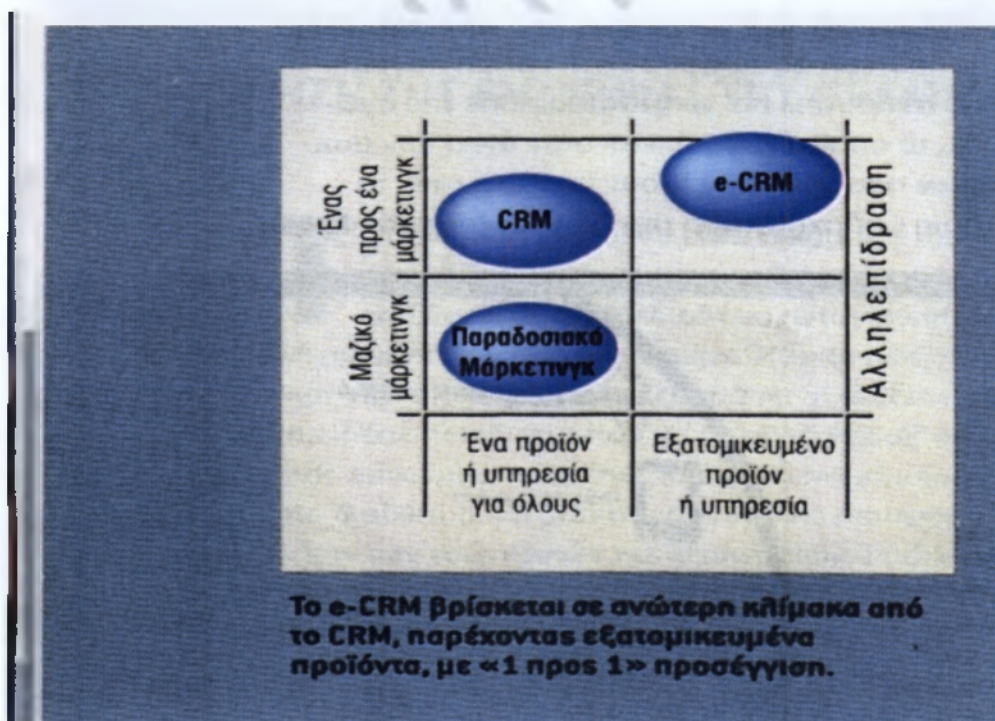 Ένας
προς ένα
μάρκετινγκ
CRM
e-CRM
Αλληλεπίδραση
Μαζικό
μάρκετινγκ
Παραδοσιακό
Μάρκετινγκ
Ένα προϊόν
ή υπηρεσία
για όλους
Εξατομικευμένο
προϊόν
ή υπηρεσία
Το e-CRM βρίσκεται σε ανώτερη κλίμακα από
το CRM, παρέχοντας εξατομικευμένα
προϊόντα, με «1 προς 1» προσέγγιση.